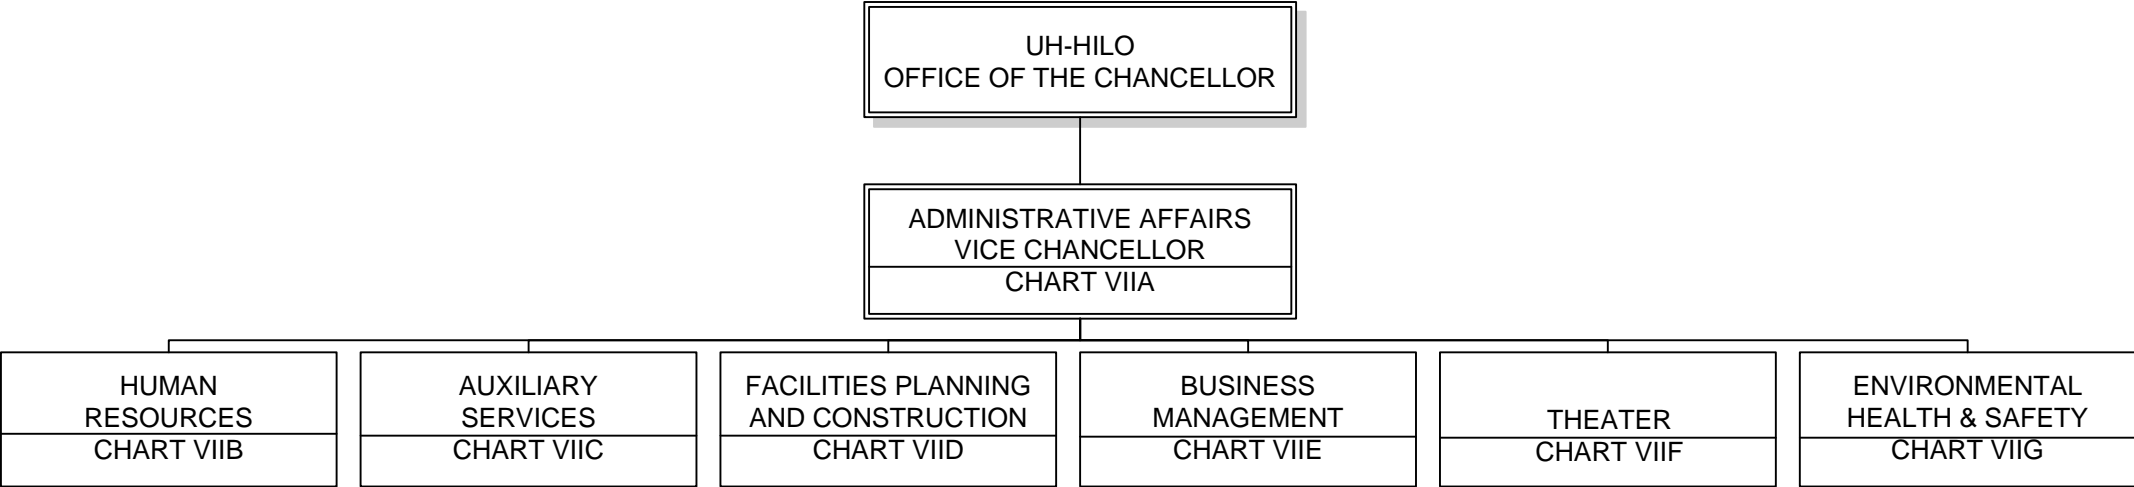 UH-HILO
OFFICE OF THE CHANCELLOR
ADMINISTRATIVE AFFAIRS
VICE CHANCELLOR
CHART VIIA
HUMAN
RESOURCES
CHART VIIB
AUXILIARY
SERVICES
CHART VIIC
FACILITIES PLANNING
AND CONSTRUCTION
CHART VIID
BUSINESS
MANAGEMENT
CHART VIIE
THEATER
CHART VIIF
ENVIRONMENTAL
HEALTH & SAFETY
CHART VIIG